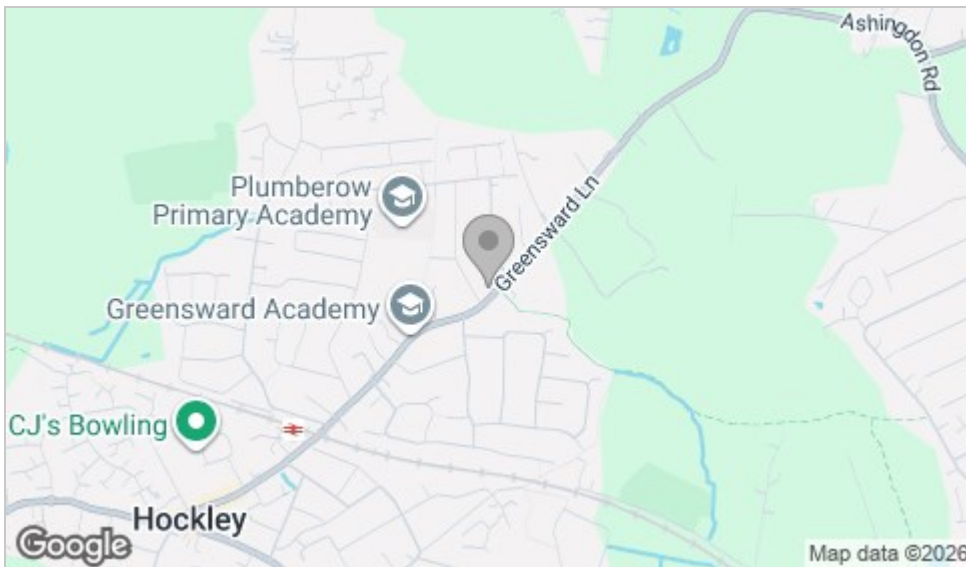 Ashingdon Rd
Plumberow
Primary Academy
Greensward Ln
Greensward Academy
CJ's Bowling
Hockley
Google
Map data ©2026